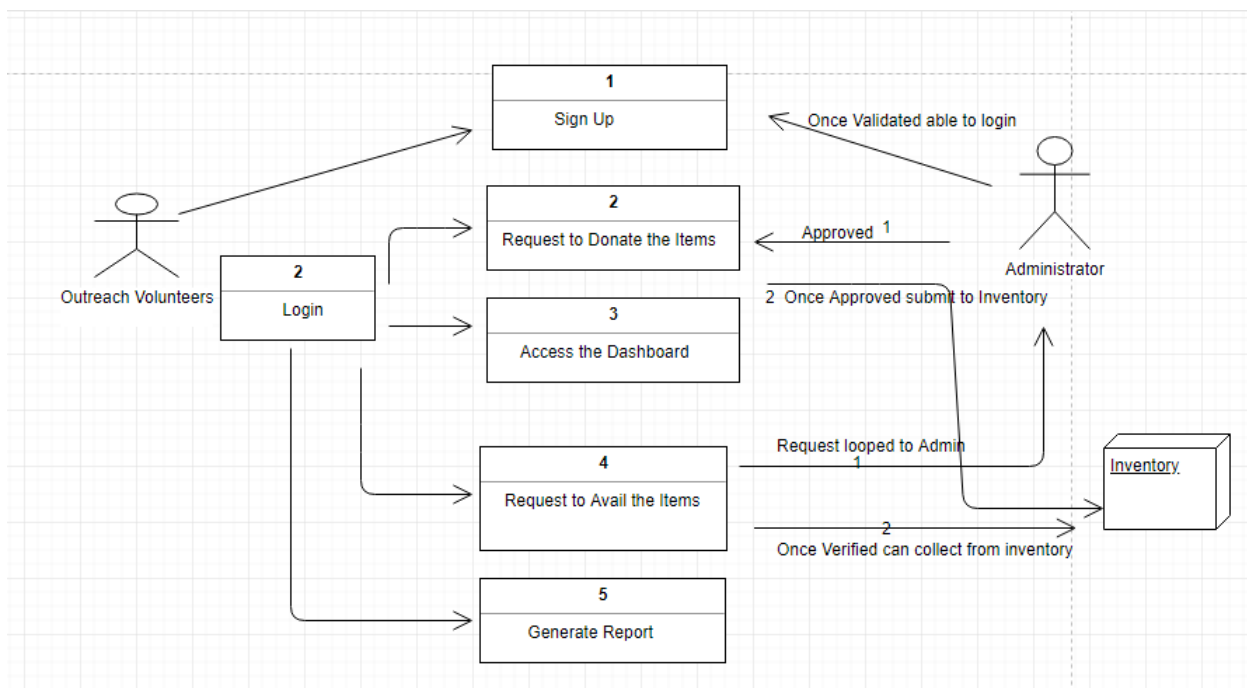 1
Sign Up
Once Validated able to login
2
Request to Donate the Items
Approved 1
Administrator
Outreach Volunteers
2
Login
2 Once Approved submit to Inventory
3
Access the Dashboard
Request looped to Admin
1
4
Request to Avail the Items
Inventory
2
Once Verified can collect from inventory
5
Generate Report